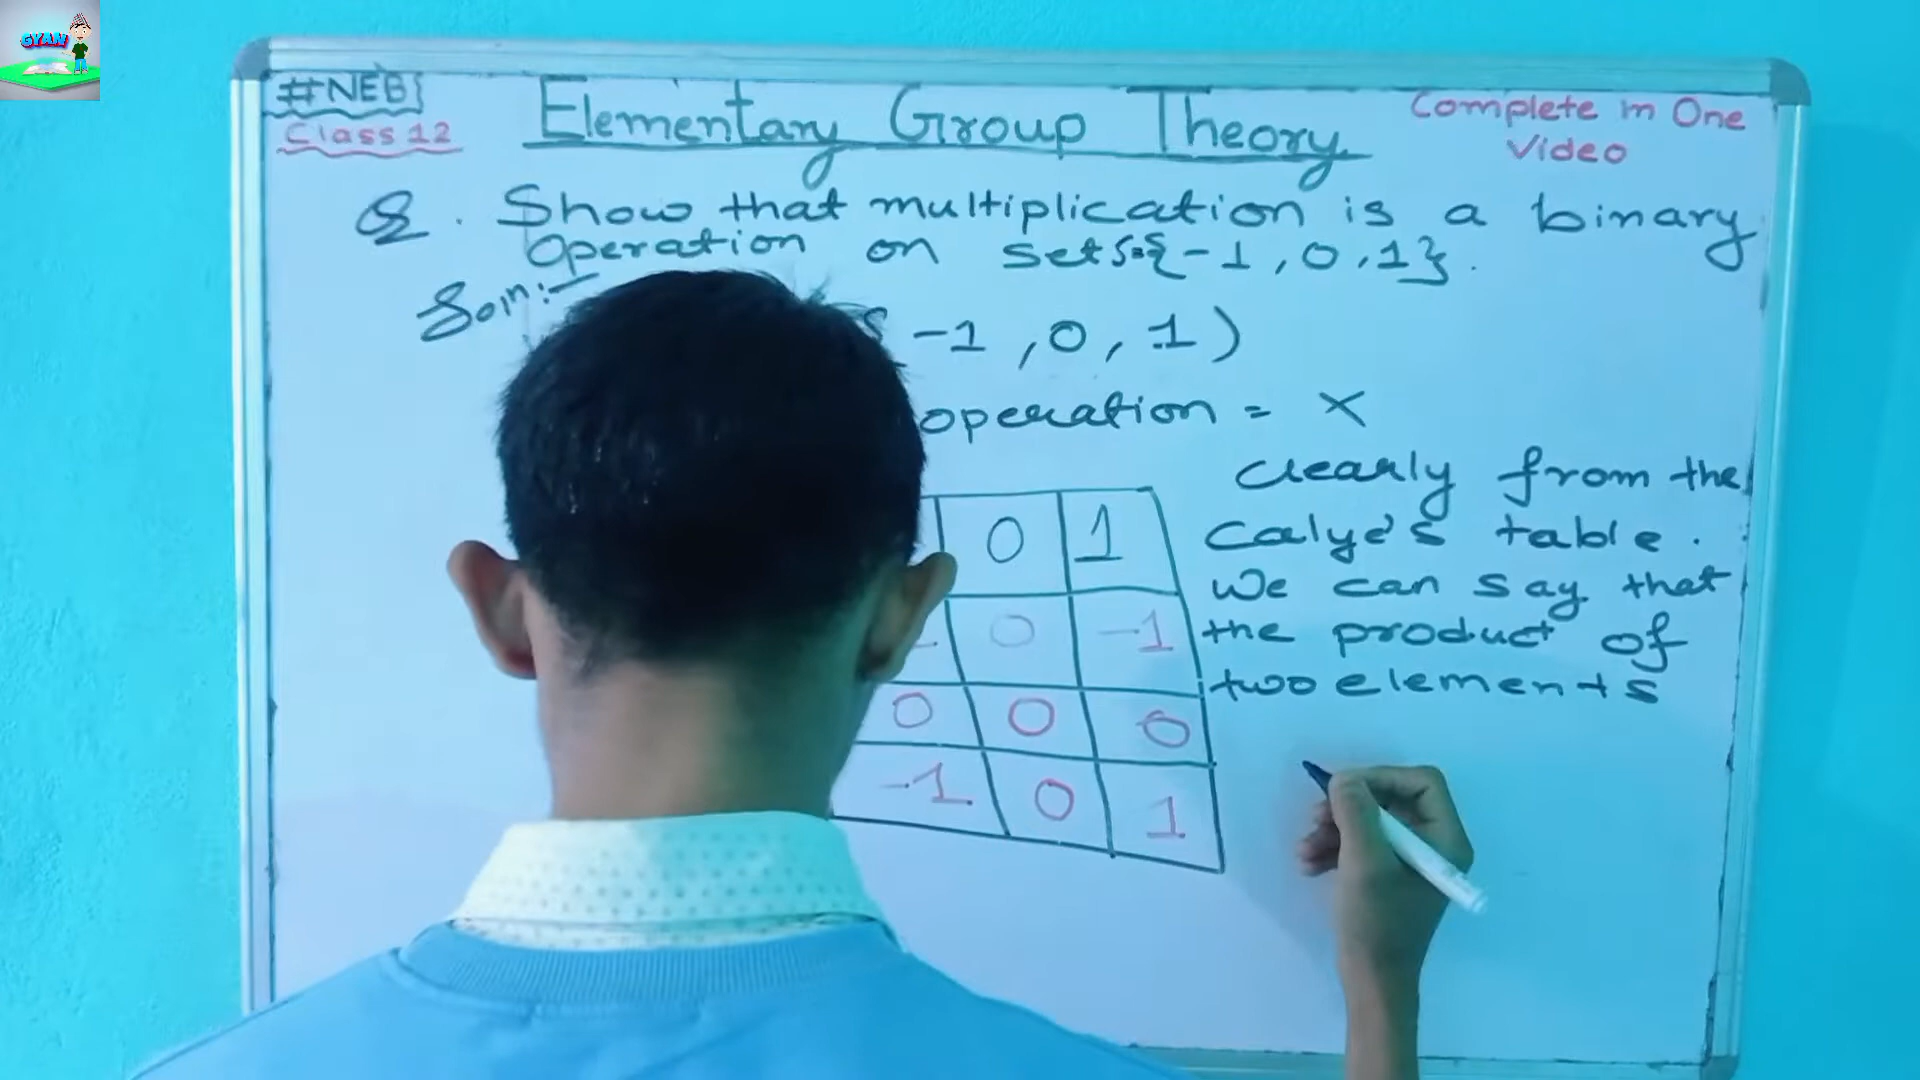 GYAN
#NEB
Class 12
Elementary Group Theory
Complete in One
Video
Q. Show that multiplication is a binary
operation on set S={-1,0,1}.
Soln:-
-1,0,1)
operation = ×
0 1
0 -1
0 0 0
-1 0 1
Clearly from the
Calye's table.
we can say that
the product of
two elements